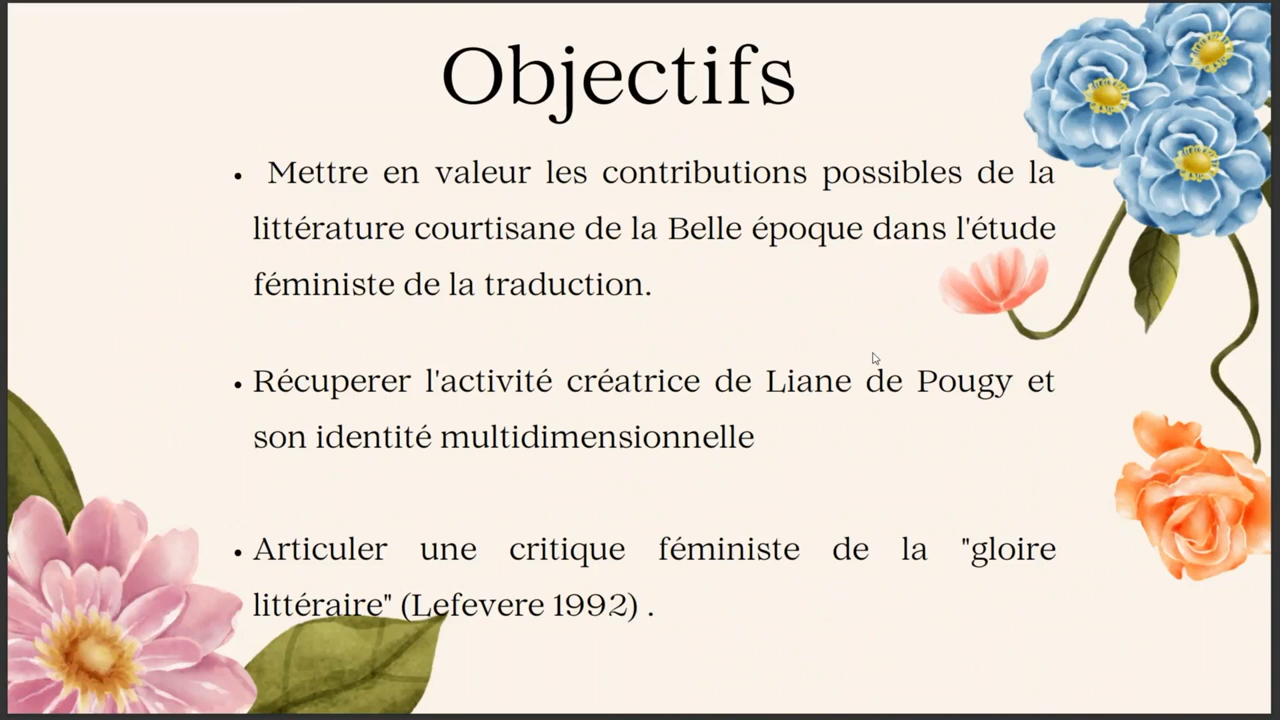 Objectifs
• Mettre en valeur les contributions possibles de la
littérature courtisane de la Belle époque dans l'étude
féministe de la traduction.
• Récuperer l'activité créatrice de Liane de Pougy et
son identité multidimensionnelle
• Articuler une critique féministe de la "gloire
littéraire" (Lefevere 1992) .